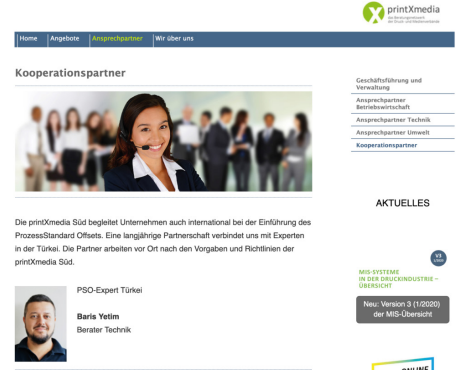 printXmedia
Home
Angebote
Ansprechpartner
Wir über uns
Kooperationspartner
Geschäftsführung und
Verwaltung
Ansprechpartner
Betriebswirtschaft
Ansprechpartner Technik
Ansprechpartner Umwelt
Kooperationspartner
Die printXmedia Süd begleitet Unternehmen auch international bei der Einführung des
ProzessStandard Offsets. Eine langjährige Partnerschaft verbindet uns mit Experten
in der Türkei. Die Partner arbeiten vor Ort nach den Vorgaben und Richtlinien der
printXmedia Süd.
PSO-Expert Türkei
Baris Yetim
Berater Technik
AKTUELLES
V3
MIS-SYSTEME
IN DER DRUCKINDUSTRIE –
ÜBERSICHT
Neu: Version 3 (1/2020)
der MIS-Übersicht
ONLINE